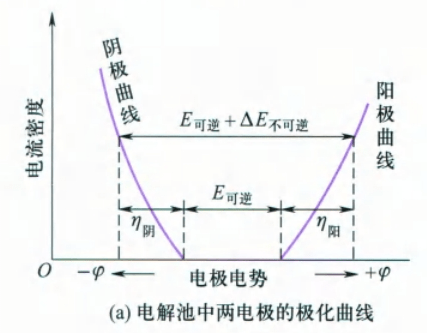 阴极曲线
阳极曲线
电流密度
E可逆 + ΔE不可逆
E可逆
η阴
η阳
O
−φ
电极电势
+φ
(a) 电解池中两电极的极化曲线